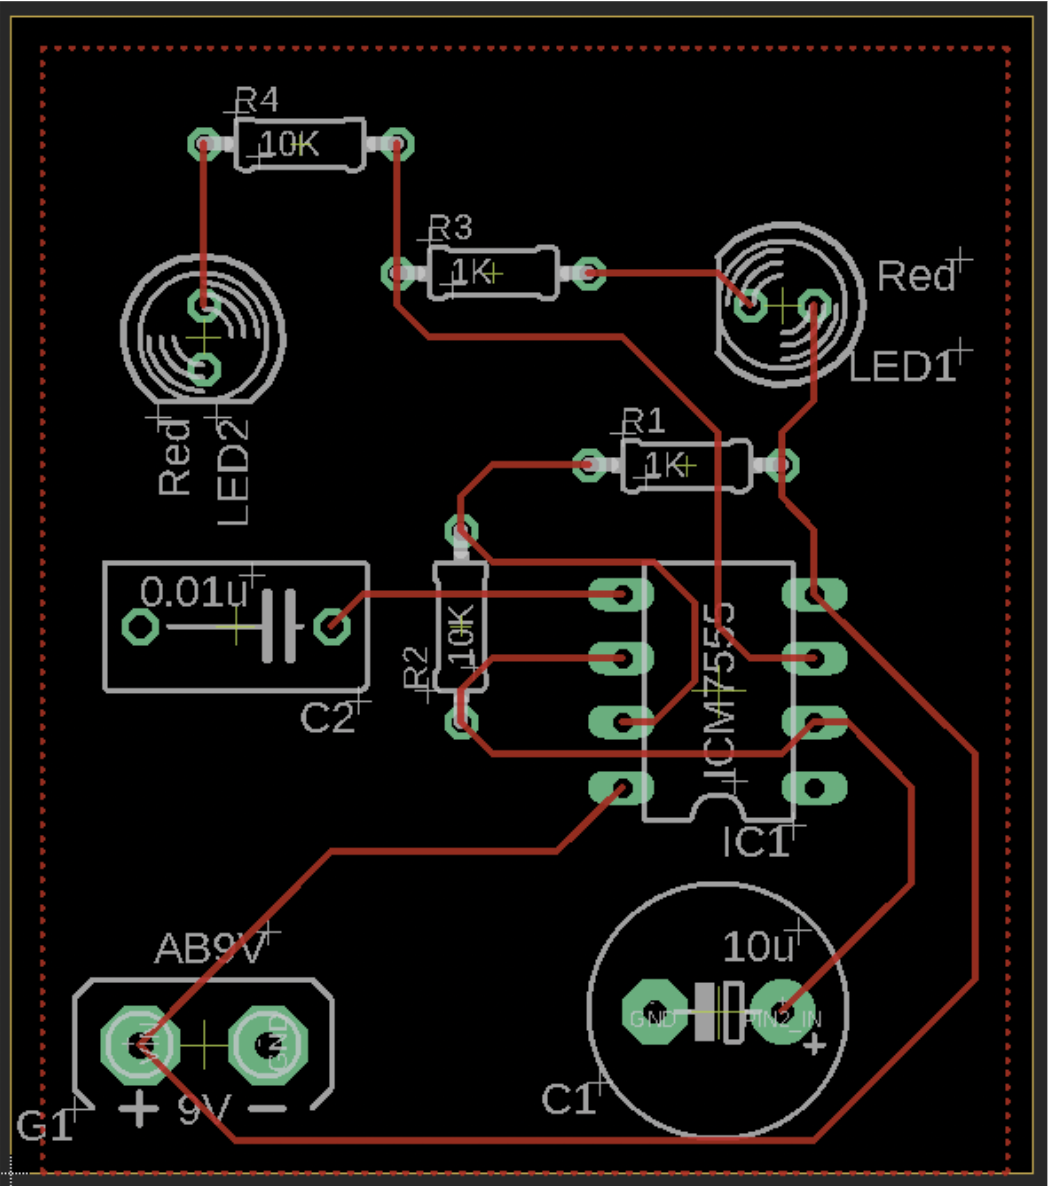 R4
10K
R3
1K
Red
LED1
R1
1K
Red
LED2
0.01u
C2
10K
R2
ICM7555
IC1
AB9V
VIN
GND
G1
+ 9V −
10u
GND
PIN2_IN
+
C1